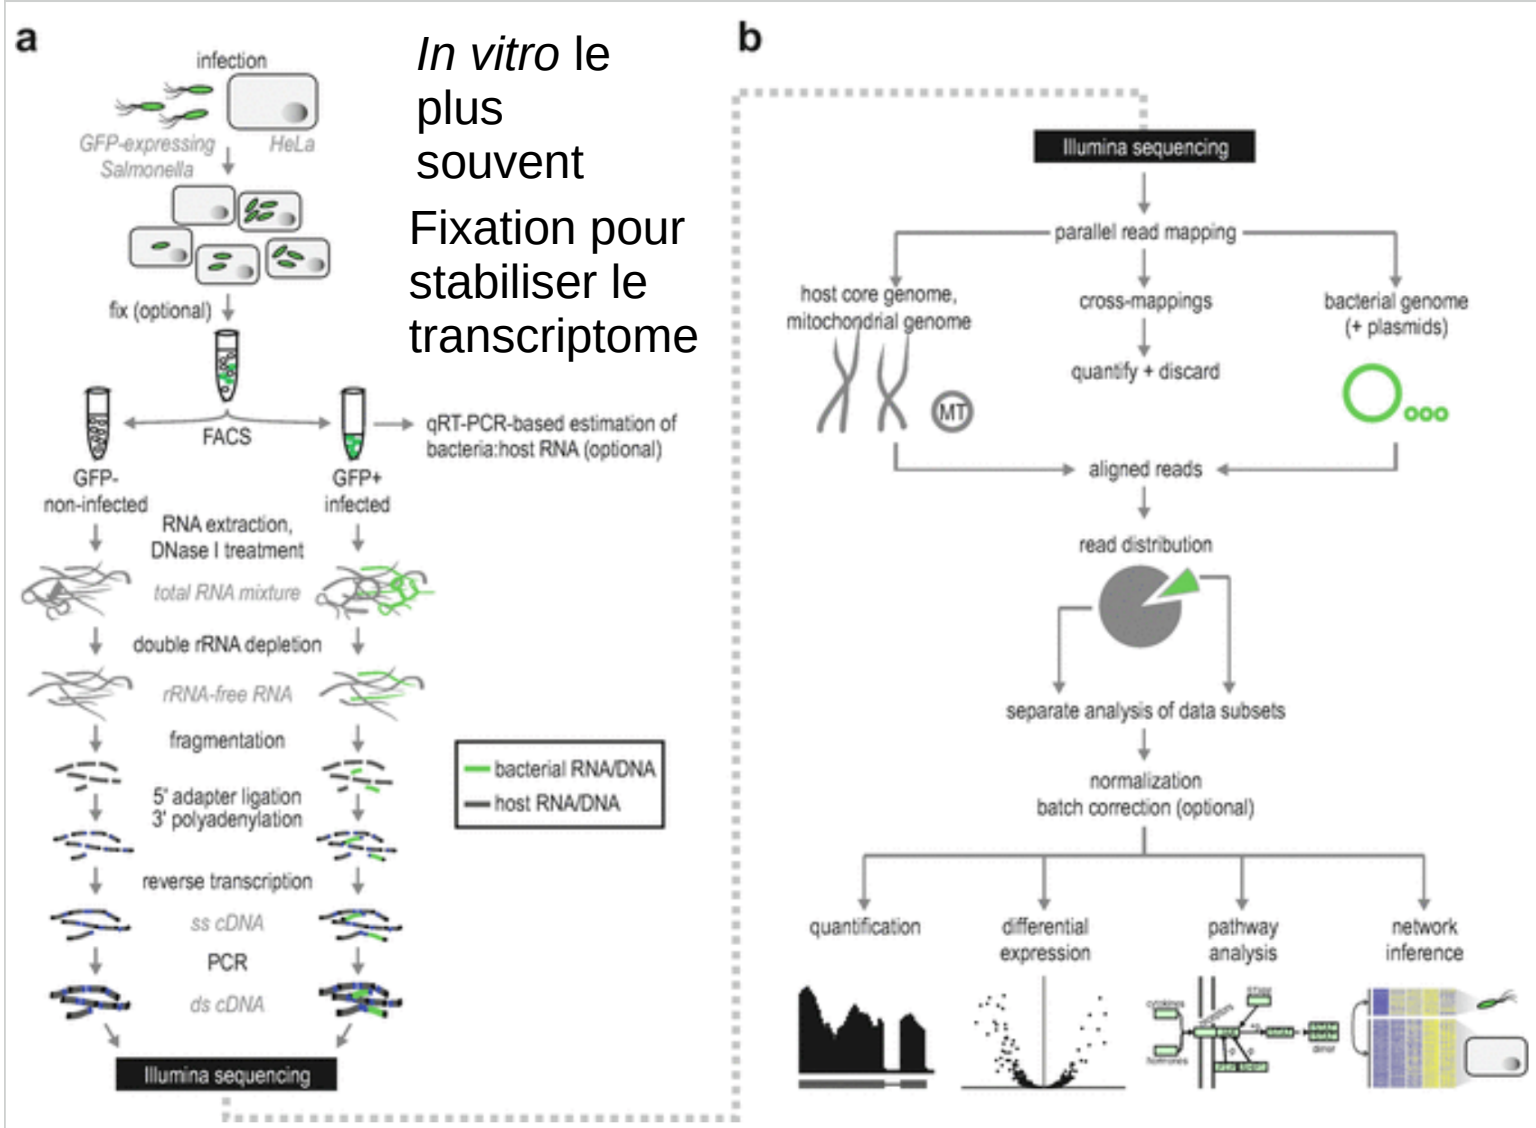 a
infection
GFP-expressing
Salmonella
HeLa
In vitro le
plus
souvent
Fixation pour
stabiliser le
transcriptome
fix (optional)
FACS
qRT-PCR-based estimation of
bacteria:host RNA (optional)
GFP-
non-infected
GFP+
infected
RNA extraction,
DNase I treatment
total RNA mixture
double rRNA depletion
rRNA-free RNA
fragmentation
5' adapter ligation
3' polyadenylation
reverse transcription
ss cDNA
PCR
ds cDNA
Illumina sequencing
bacterial RNA/DNA
host RNA/DNA
b
Illumina sequencing
parallel read mapping
host core genome,
mitochondrial genome
MT
cross-mappings
quantify + discard
bacterial genome
(+ plasmids)
aligned reads
read distribution
separate analysis of data subsets
normalization
batch correction (optional)
quantification
differential
expression
pathway
analysis
network
inference
cytokines
hormones